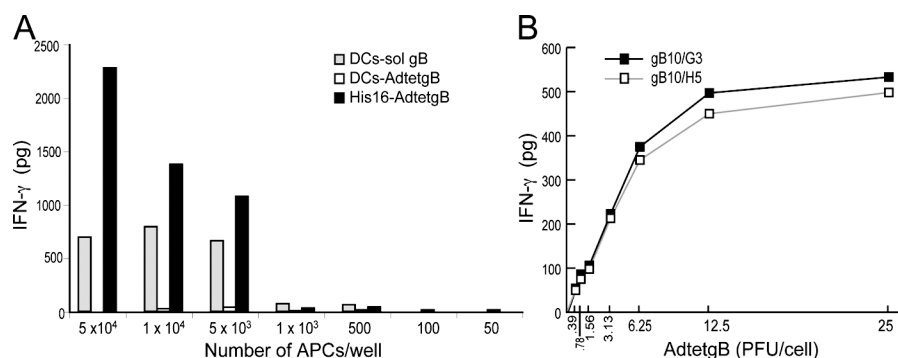 A
2500
2000
1500
1000
500
0
IFN-γ (pg)
DCs-sol gB
DCs-AdtetgB
His16-AdtetgB
5 x10⁴
1 x 10⁴
5 x 10³
1 x 10³
500
100
50
Number of APCs/well
B
600
500
400
300
200
100
0
IFN-γ (pg)
gB10/G3
gB10/H5
.39
.78
1.56
3.13
6.25
12.5
25
AdtetgB (PFU/cell)